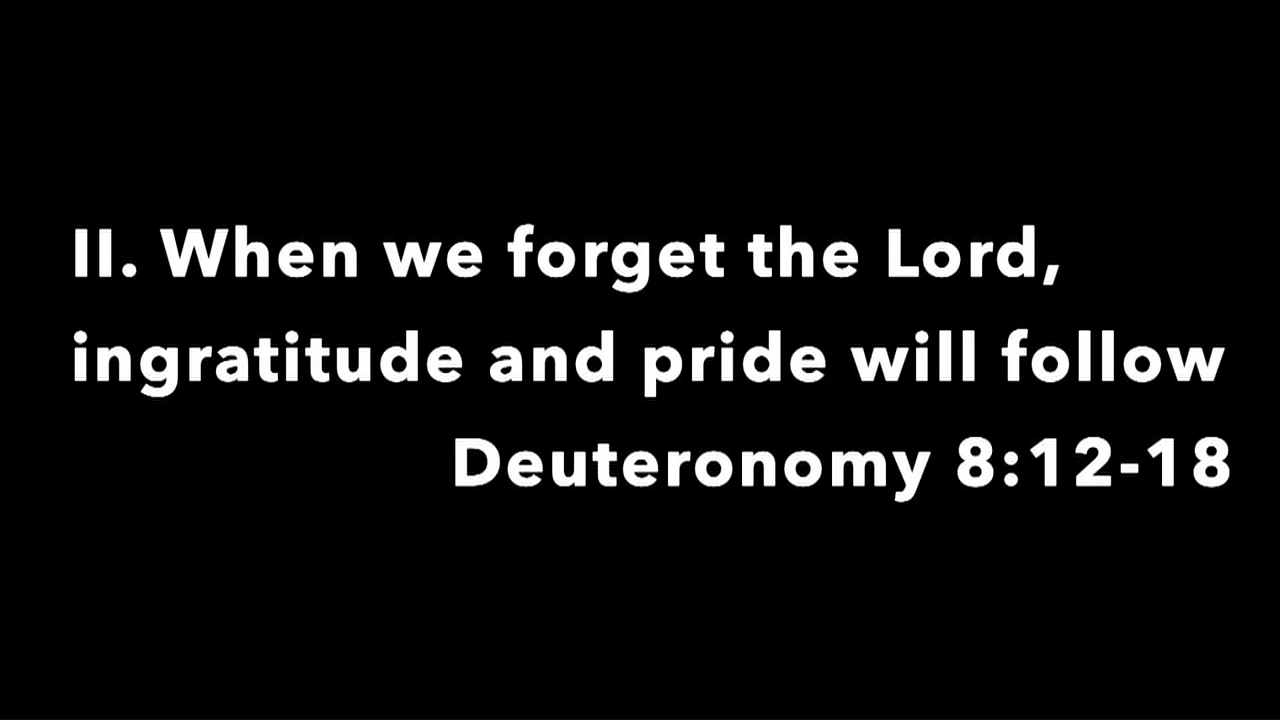 II. When we forget the Lord,
ingratitude and pride will follow
Deuteronomy 8:12-18